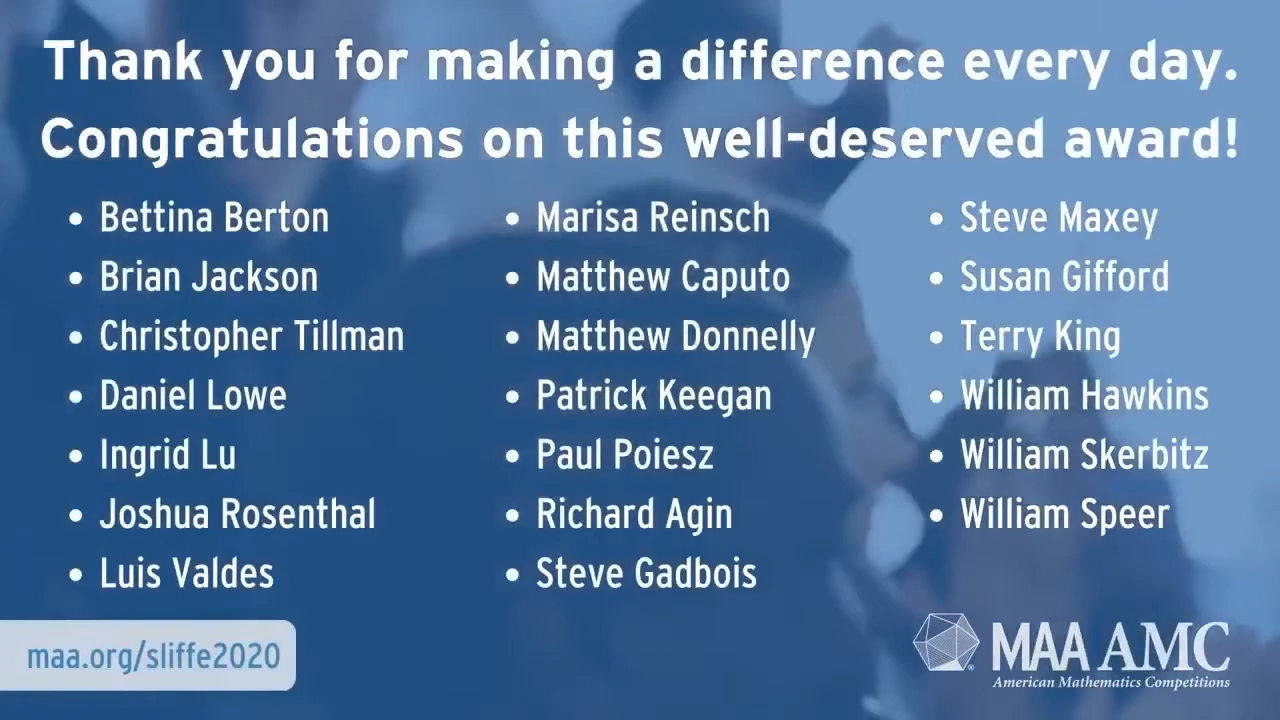 Thank you for making a difference every day.
Congratulations on this well-deserved award!
• Bettina Berton
• Brian Jackson
• Christopher Tillman
• Daniel Lowe
• Ingrid Lu
• Joshua Rosenthal
• Luis Valdes
• Marisa Reinsch
• Matthew Caputo
• Matthew Donnelly
• Patrick Keegan
• Paul Poiesz
• Richard Agin
• Steve Gadbois
• Steve Maxey
• Susan Gifford
• Terry King
• William Hawkins
• William Skerbitz
• William Speer
maa.org/sliffe2020
MAA AMC
American Mathematics Competitions